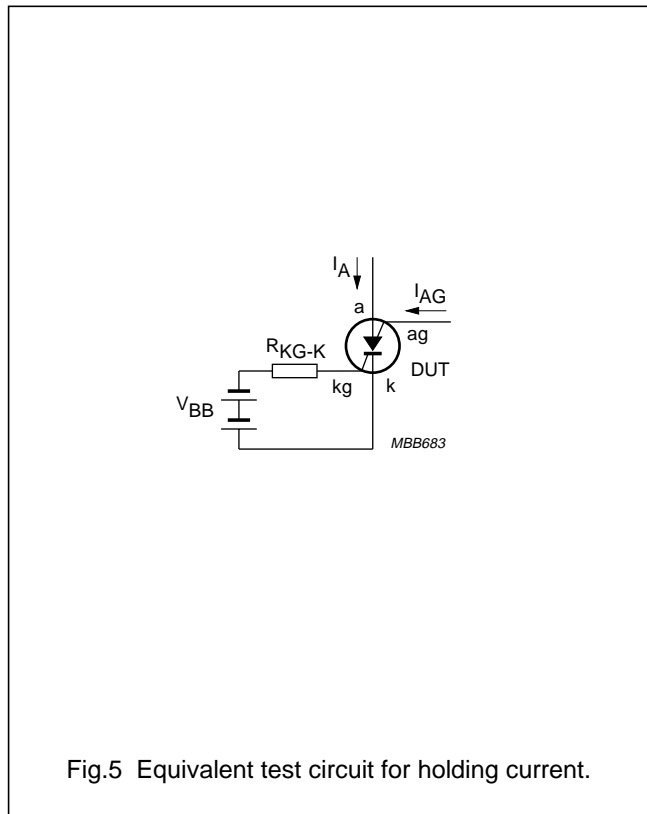 I_A
I_AG
a
ag
R_KG-K
DUT
kg
k
V_BB
MBB683
Fig.5 Equivalent test circuit for holding current.